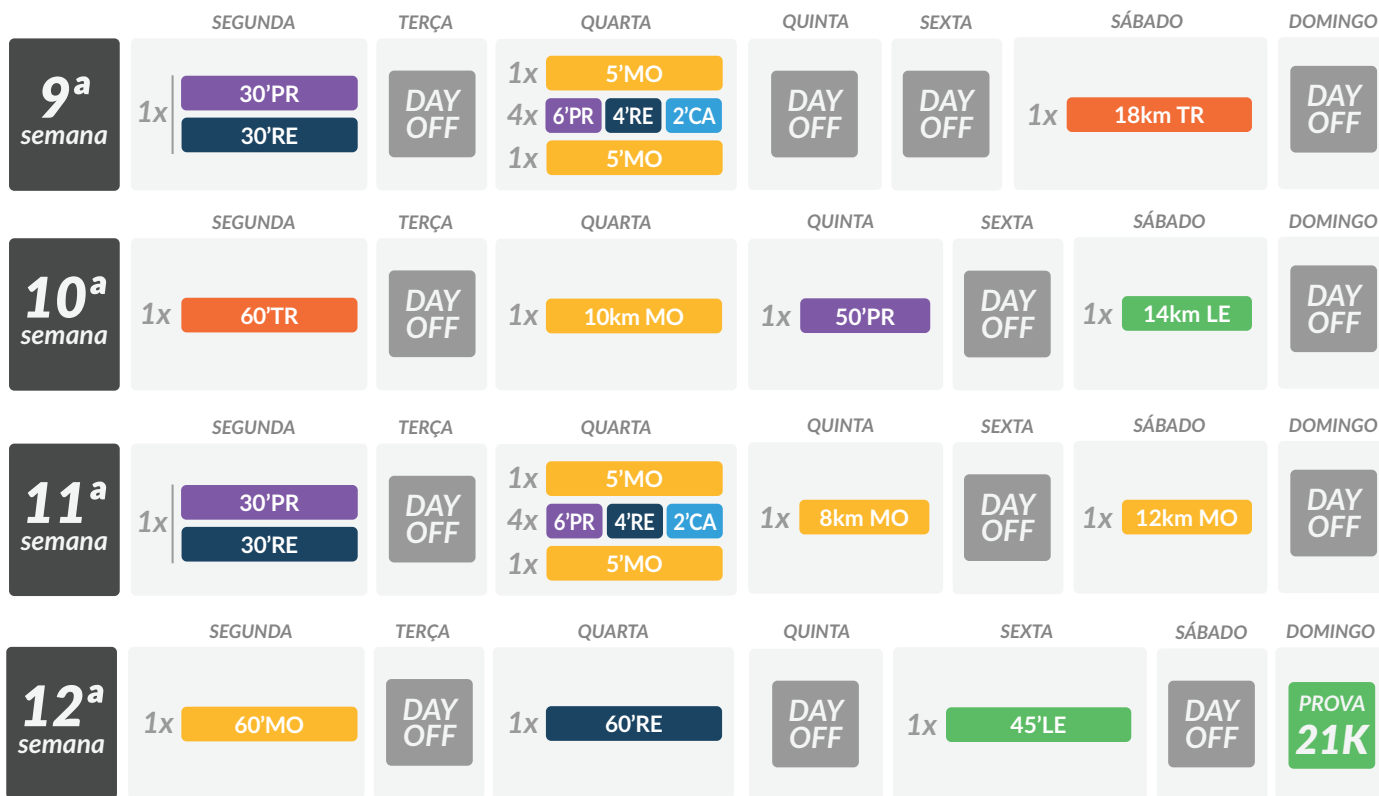 SEGUNDA TERÇA QUARTA QUINTA SEXTA SÁBADO DOMINGO
9ª
semana
1x
30’PR
30’RE
DAY
OFF
1x 5’MO
4x 6’PR 4’RE 2’CA
1x 5’MO
DAY
OFF
DAY
OFF
1x 18km TR
DAY
OFF
SEGUNDA TERÇA QUARTA QUINTA SEXTA SÁBADO DOMINGO
10ª
semana
1x 60’TR
DAY
OFF
1x 10km MO
1x 50’PR
DAY
OFF
1x 14km LE
DAY
OFF
SEGUNDA TERÇA QUARTA QUINTA SEXTA SÁBADO DOMINGO
11ª
semana
1x
30’PR
30’RE
DAY
OFF
1x 5’MO
4x 6’PR 4’RE 2’CA
1x 5’MO
1x 8km MO
DAY
OFF
1x 12km MO
DAY
OFF
SEGUNDA TERÇA QUARTA QUINTA SEXTA SÁBADO DOMINGO
12ª
semana
1x 60’MO
DAY
OFF
1x 60’RE
DAY
OFF
1x 45’LE
DAY
OFF
PROVA
21K